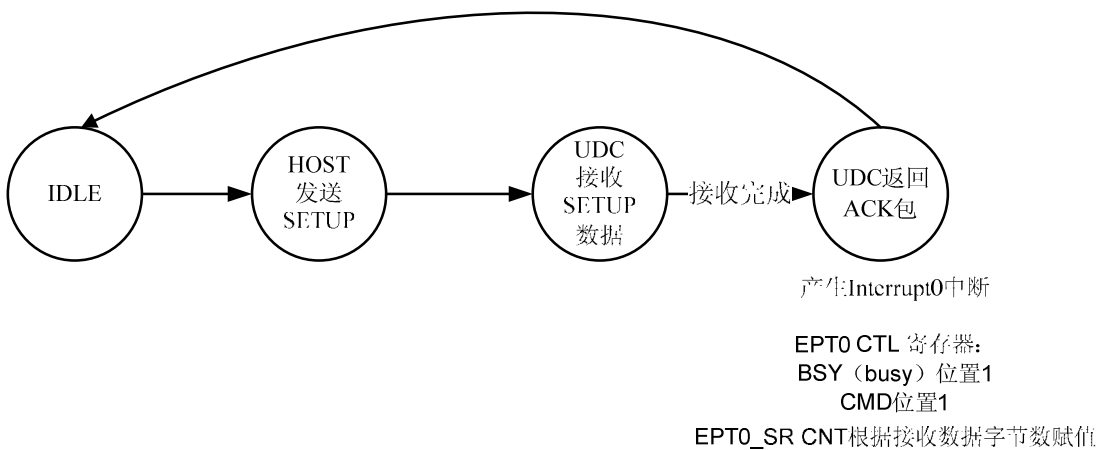 IDLE
HOST
发送
SETUP
UDC
接收
SETUP
数据
接收完成
UDC返回
ACK包
产生Interrupt0中断
EPT0 CTL 寄存器：
BSY（busy）位置1
CMD位置1
EPT0_SR CNT根据接收数据字节数赋值